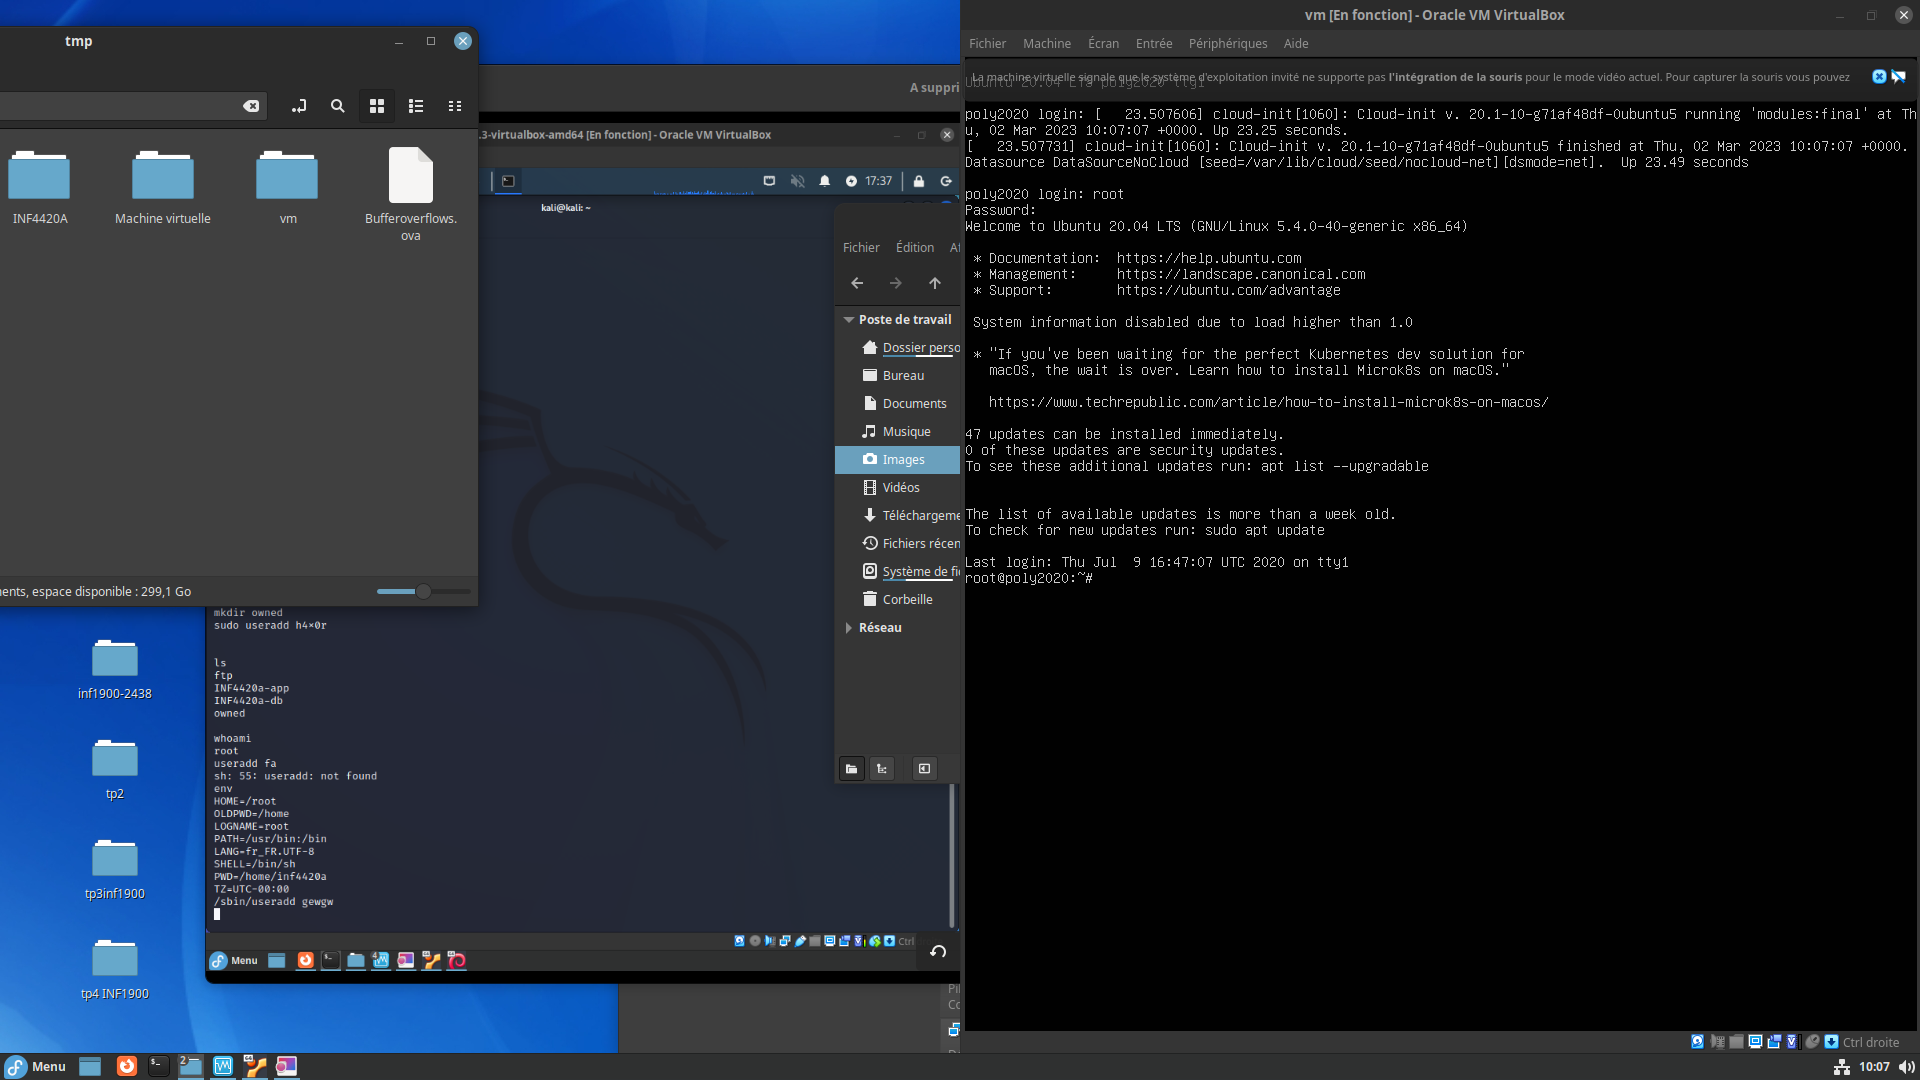 tmp
INF4420A
Machine virtuelle
vm
Bufferoverflows.
ova
ents, espace disponible : 299,1 Go
inf1900-2438
tp2
tp3inf1900
tp4 INF1900
A suppri
.3-virtualbox-amd64 [En fonction] - Oracle VM VirtualBox
17:37
kali@kali: ~
mkdir owned
sudo useradd h4×0r
ls
ftp
INF4420a-app
INF4420a-db
owned
whoami
root
useradd fa
sh: 55: useradd: not found
env
HOME=/root
OLDPWD=/home
LOGNAME=root
PATH=/usr/bin:/bin
LANG=fr_FR.UTF-8
SHELL=/bin/sh
PWD=/home/inf4420a
TZ=UTC-00:00
/sbin/useradd gewgw
Ctrl
Menu
Fichier Édition Af
Poste de travail
Dossier perso
Bureau
Documents
Musique
Images
Vidéos
Téléchargeme
Fichiers récen
Système de fi
Corbeille
Réseau
vm [En fonction] - Oracle VM VirtualBox
Fichier Machine Écran Entrée Périphériques Aide
La machine virtuelle signale que le système d'exploitation invité ne supporte pas l'intégration de la souris pour le mode vidéo actuel. Pour capturer la souris vous pouvez
Ubuntu 20.04 LTS poly2020 tty1
poly2020 login: [   23.507606] cloud-init[1060]: Cloud-init v. 20.1-10-g71af48df-0ubuntu5 running 'modules:final' at Th
u, 02 Mar 2023 10:07:07 +0000. Up 23.25 seconds.
[   23.507731] cloud-init[1060]: Cloud-init v. 20.1-10-g71af48df-0ubuntu5 finished at Thu, 02 Mar 2023 10:07:07 +0000.
Datasource DataSourceNoCloud [seed=/var/lib/cloud/seed/nocloud-net][dsmode=net].  Up 23.49 seconds
poly2020 login: root
Password:
Welcome to Ubuntu 20.04 LTS (GNU/Linux 5.4.0-40-generic x86_64)
* Documentation:  https://help.ubuntu.com
* Management:     https://landscape.canonical.com
* Support:        https://ubuntu.com/advantage
System information disabled due to load higher than 1.0
* "If you've been waiting for the perfect Kubernetes dev solution for
macOS, the wait is over. Learn how to install Microk8s on macOS."
https://www.techrepublic.com/article/how-to-install-microk8s-on-macos/
47 updates can be installed immediately.
0 of these updates are security updates.
To see these additional updates run: apt list --upgradable
The list of available updates is more than a week old.
To check for new updates run: sudo apt update
Last login: Thu Jul  9 16:47:07 UTC 2020 on tty1
root@poly2020:~#
Ctrl droite
Menu
10:07